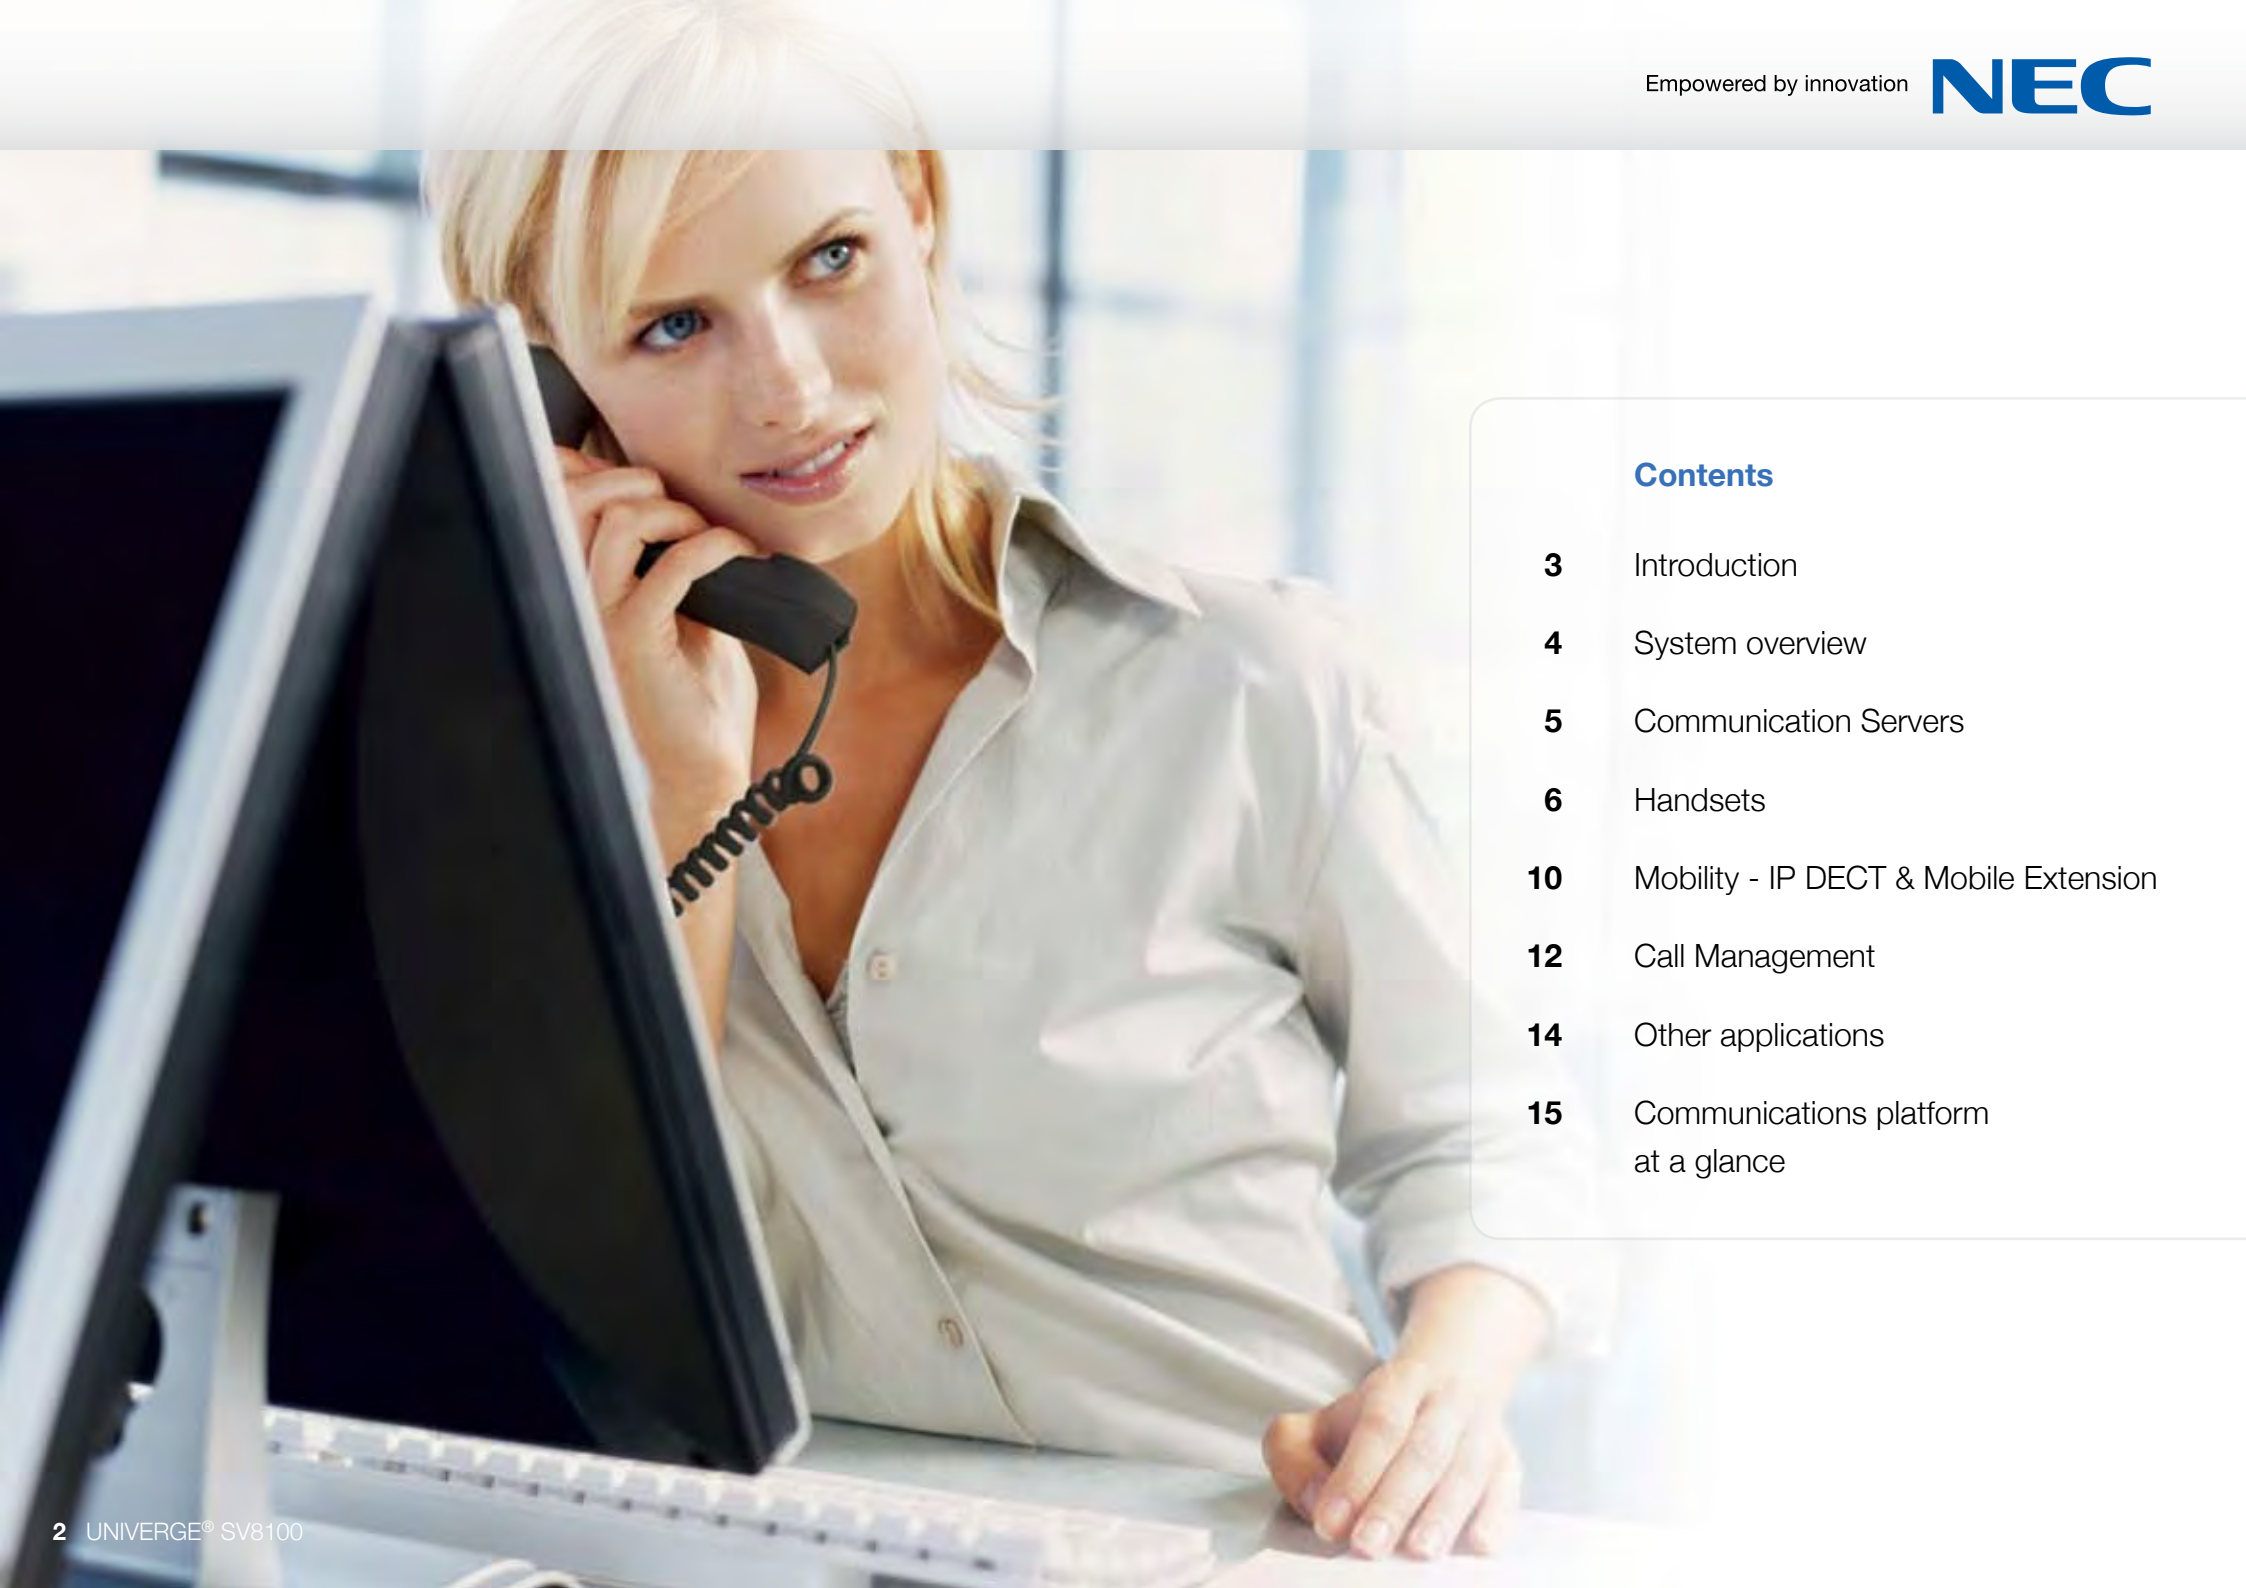 Empowered by innovation NEC
Contents
3 Introduction
4 System overview
5 Communication Servers
6 Handsets
10 Mobility - IP DECT & Mobile Extension
12 Call Management
14 Other applications
15 Communications platform
at a glance
2 UNIVERGE® SV8100